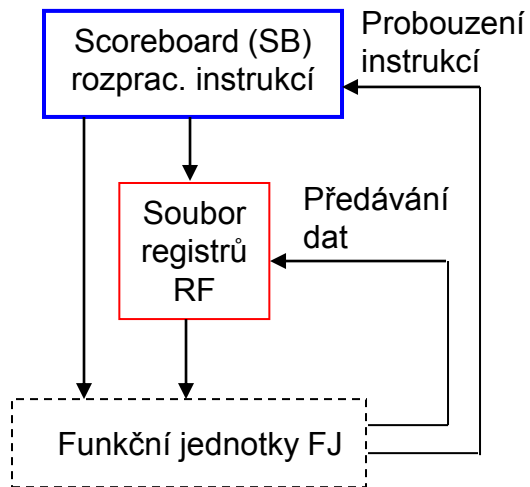 Scoreboard (SB)
rozprac. instrukcí
Probouzení
instrukcí
Soubor
registrů
RF
Předávání
dat
Funkční jednotky FJ